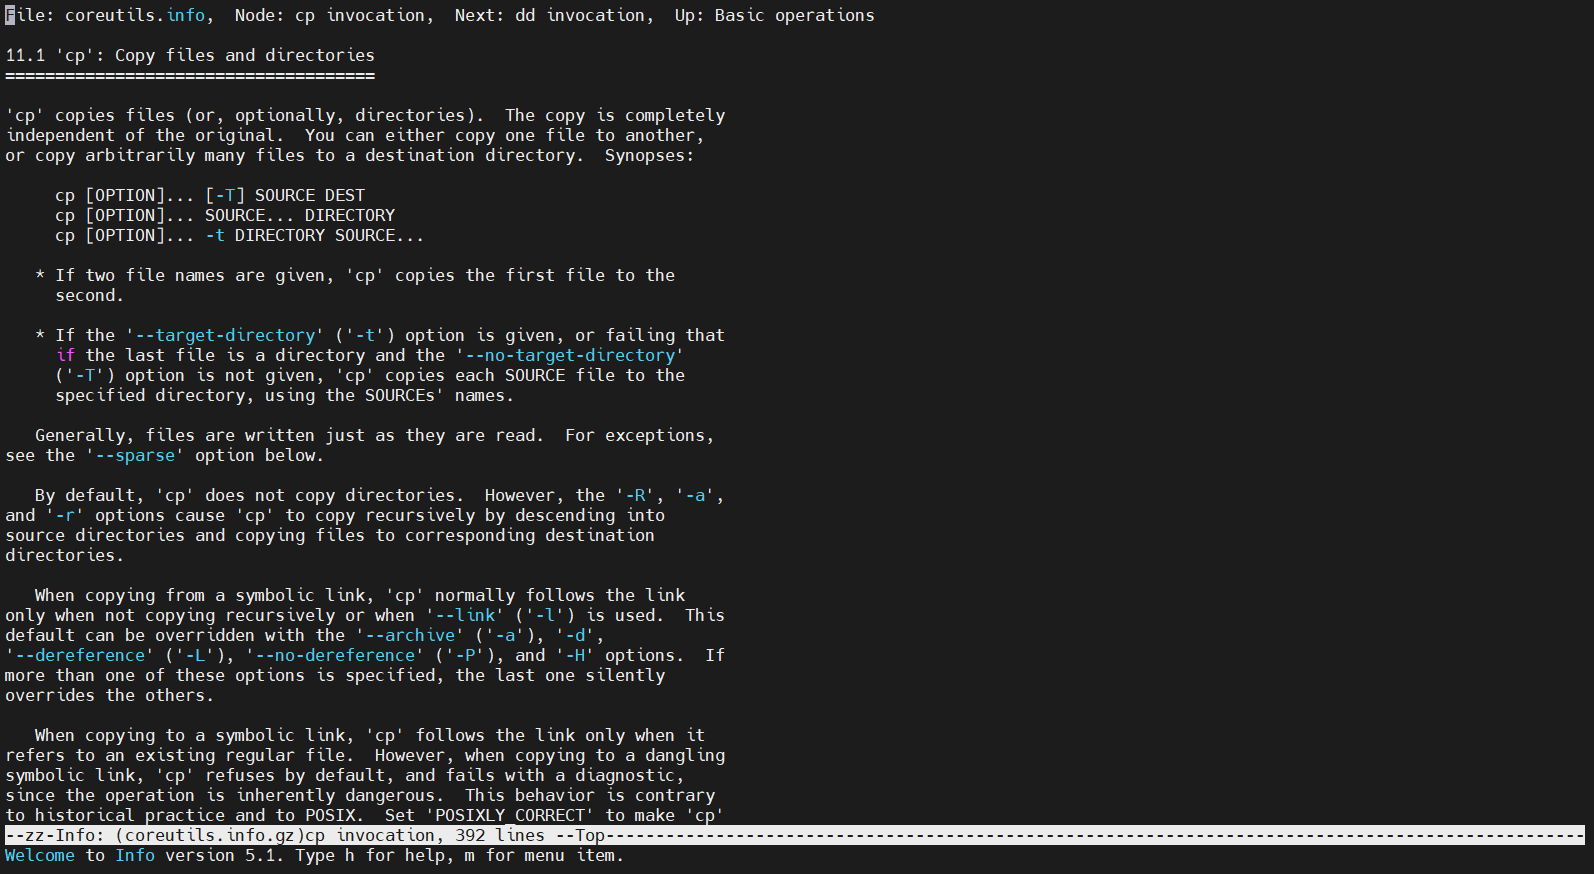 File: coreutils.info,  Node: cp invocation,  Next: dd invocation,  Up: Basic operations

11.1 'cp': Copy files and directories
=====================================

'cp' copies files (or, optionally, directories).  The copy is completely
independent of the original.  You can either copy one file to another,
or copy arbitrarily many files to a destination directory.  Synopses:

     cp [OPTION]... [-T] SOURCE DEST
     cp [OPTION]... SOURCE... DIRECTORY
     cp [OPTION]... -t DIRECTORY SOURCE...

   * If two file names are given, 'cp' copies the first file to the
     second.

   * If the '--target-directory' ('-t') option is given, or failing that
     if the last file is a directory and the '--no-target-directory'
     ('-T') option is not given, 'cp' copies each SOURCE file to the
     specified directory, using the SOURCEs' names.

   Generally, files are written just as they are read.  For exceptions,
see the '--sparse' option below.

   By default, 'cp' does not copy directories.  However, the '-R', '-a',
and '-r' options cause 'cp' to copy recursively by descending into
source directories and copying files to corresponding destination
directories.

   When copying from a symbolic link, 'cp' normally follows the link
only when not copying recursively or when '--link' ('-l') is used.  This
default can be overridden with the '--archive' ('-a'), '-d',
'--dereference' ('-L'), '--no-dereference' ('-P'), and '-H' options.  If
more than one of these options is specified, the last one silently
overrides the others.

   When copying to a symbolic link, 'cp' follows the link only when it
refers to an existing regular file.  However, when copying to a dangling
symbolic link, 'cp' refuses by default, and fails with a diagnostic,
since the operation is inherently dangerous.  This behavior is contrary
to historical practice and to POSIX.  Set 'POSIXLY_CORRECT' to make 'cp'
--zz-Info: (coreutils.info.gz)cp invocation, 392 lines --Top--------------------------------------------------------------------------------------------------
Welcome to Info version 5.1. Type h for help, m for menu item.